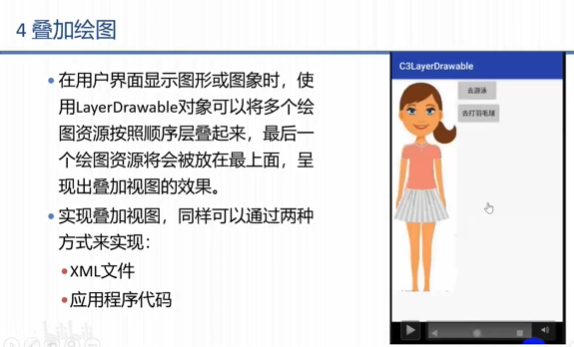 4 叠加绘图
•在用户界面显示图形或图象时，使
用LayerDrawable对象可以将多个绘
图资源按照顺序层叠起来，最后一
个绘图资源将会被放在最上面，呈
现出叠加视图的效果。
•实现叠加视图，同样可以通过两种
方式来实现：
•XML文件
•应用程序代码
C3LayerDrawable
去游泳
去打羽毛球